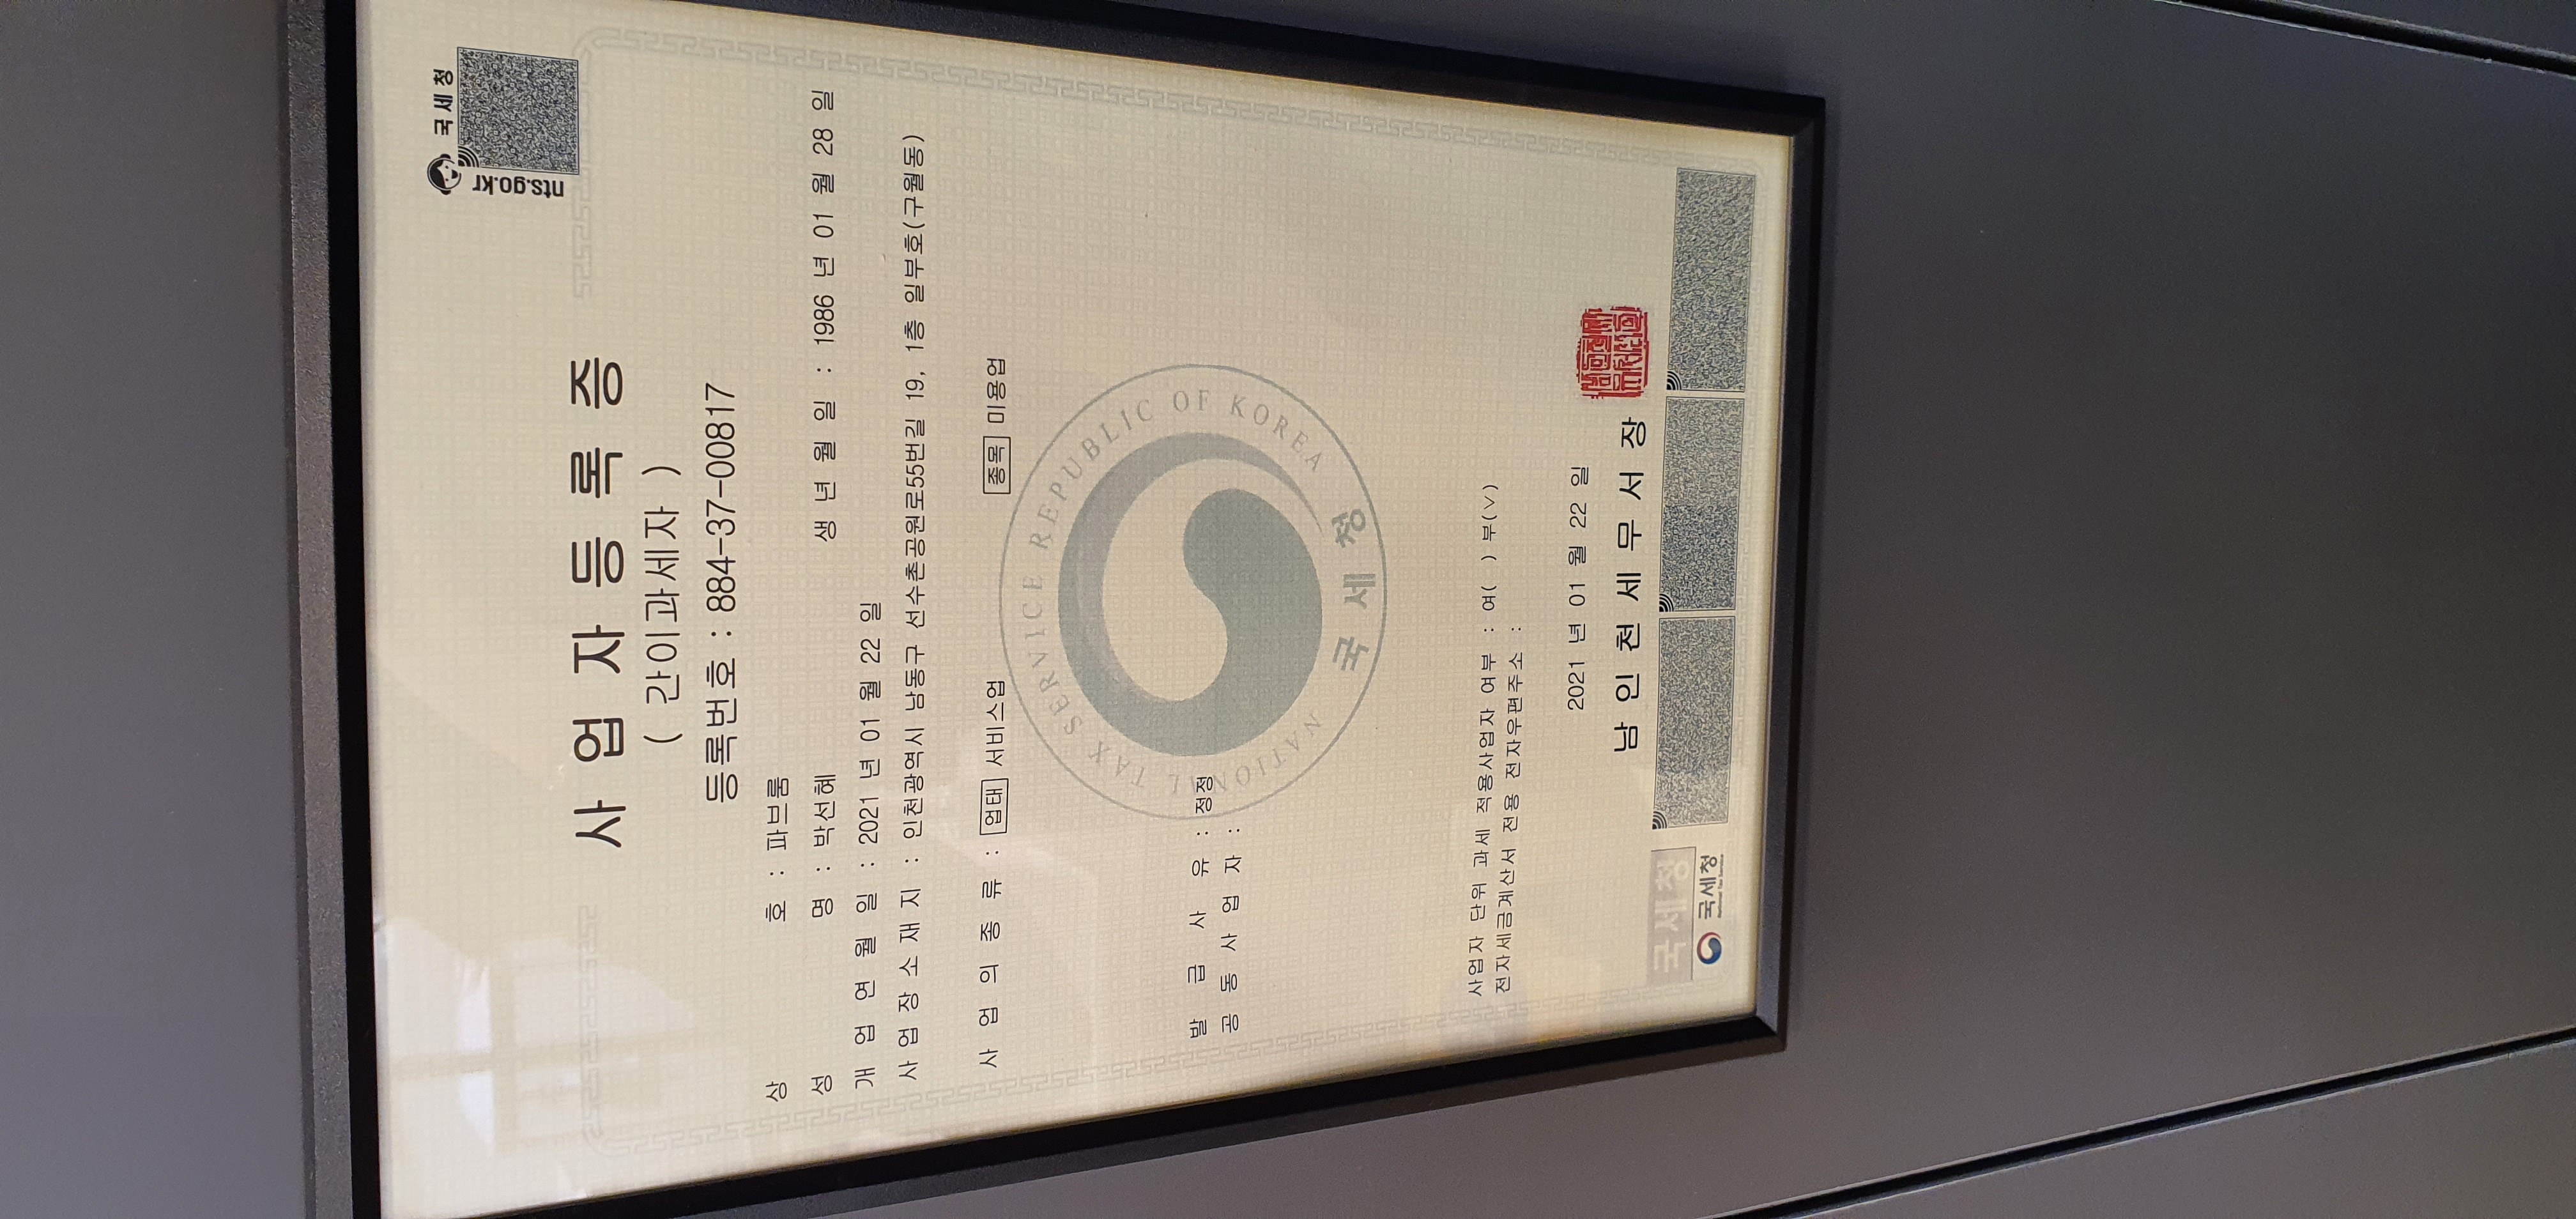 국세청
nts.go.kr
사업자등록증
( 간이과세자 )
등록번호 : 884-37-00817
상 호 : 파브룸
성 명 : 박선혜 생 년 월 일 : 1986 년 01 월 28 일
개 업 연 월 일 : 2021 년 01 월 22 일
사 업 장 소 재 지 : 인천광역시 남동구 선수촌공원로55번길 19, 1층 일부호(구월동)
사 업 의 종 류 : 업태 서비스업 종목 미용업
NATIONAL TAX SERVICE REPUBLIC OF KOREA
국세청
발 급 사 유 : 정정
공 동 사 업 자 :
사업자 단위 과세 적용사업자 여부 : 여( ) 부(∨)
전자세금계산서 전용 전자우편주소 :
2021 년 01 월 22 일
남 인 천 세 무 서 장
국세청
국세청
National Tax Service